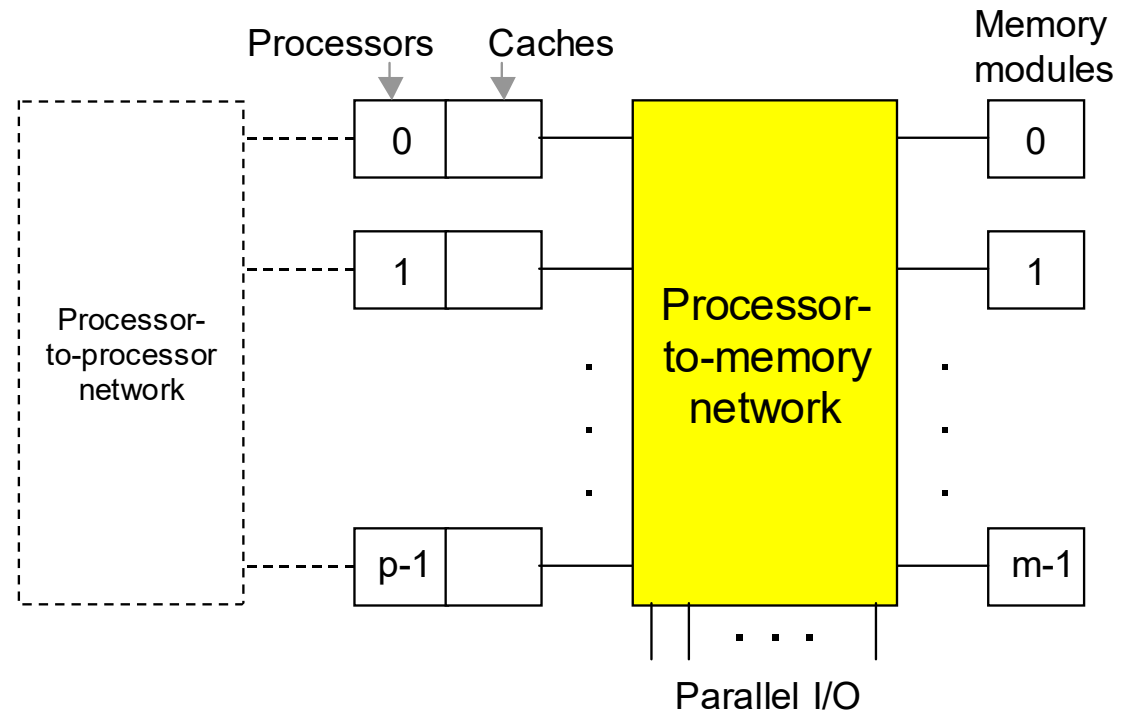 Processors
Caches
Memory
modules
0
0
1
1
Processor-
to-processor
network
Processor-
to-memory
network
p-1
m-1
Parallel I/O